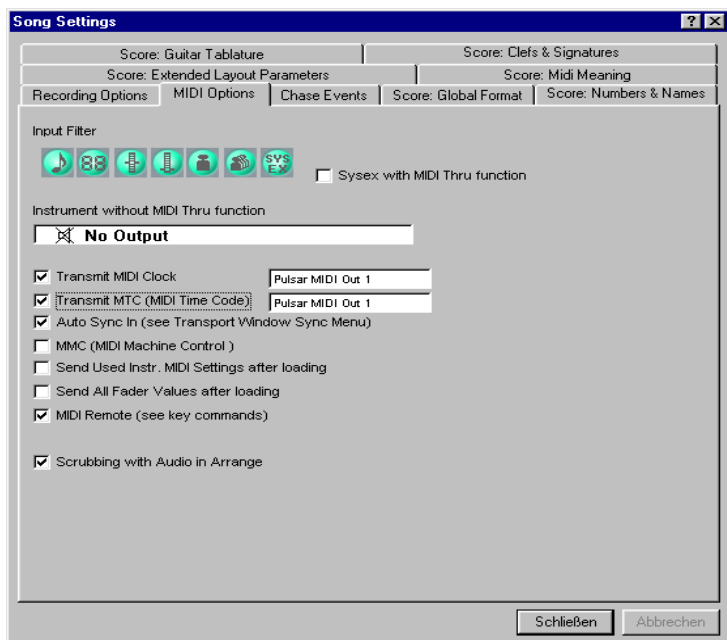 Song Settings
Score: Guitar Tablature
Score: Clefs & Signatures
Score: Extended Layout Parameters
Score: Midi Meaning
Recording Options
MIDI Options
Chase Events
Score: Global Format
Score: Numbers & Names
Input Filter
88
SYS
EX
Sysex with MIDI Thru function
Instrument without MIDI Thru function
No Output
Transmit MIDI Clock
Pulsar MIDI Out 1
Transmit MTC (MIDI Time Code)
Pulsar MIDI Out 1
Auto Sync In (see Transport Window Sync Menu)
MMC (MIDI Machine Control )
Send Used Instr. MIDI Settings after loading
Send All Fader Values after loading
MIDI Remote (see key commands)
Scrubbing with Audio in Arrange
Schließen
Abbrechen